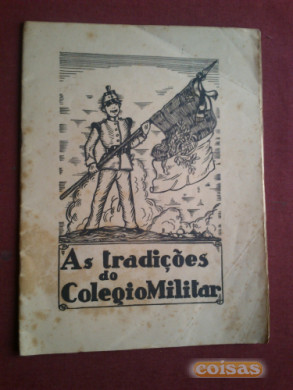 As tradições
do
Colegio Militar
coisas